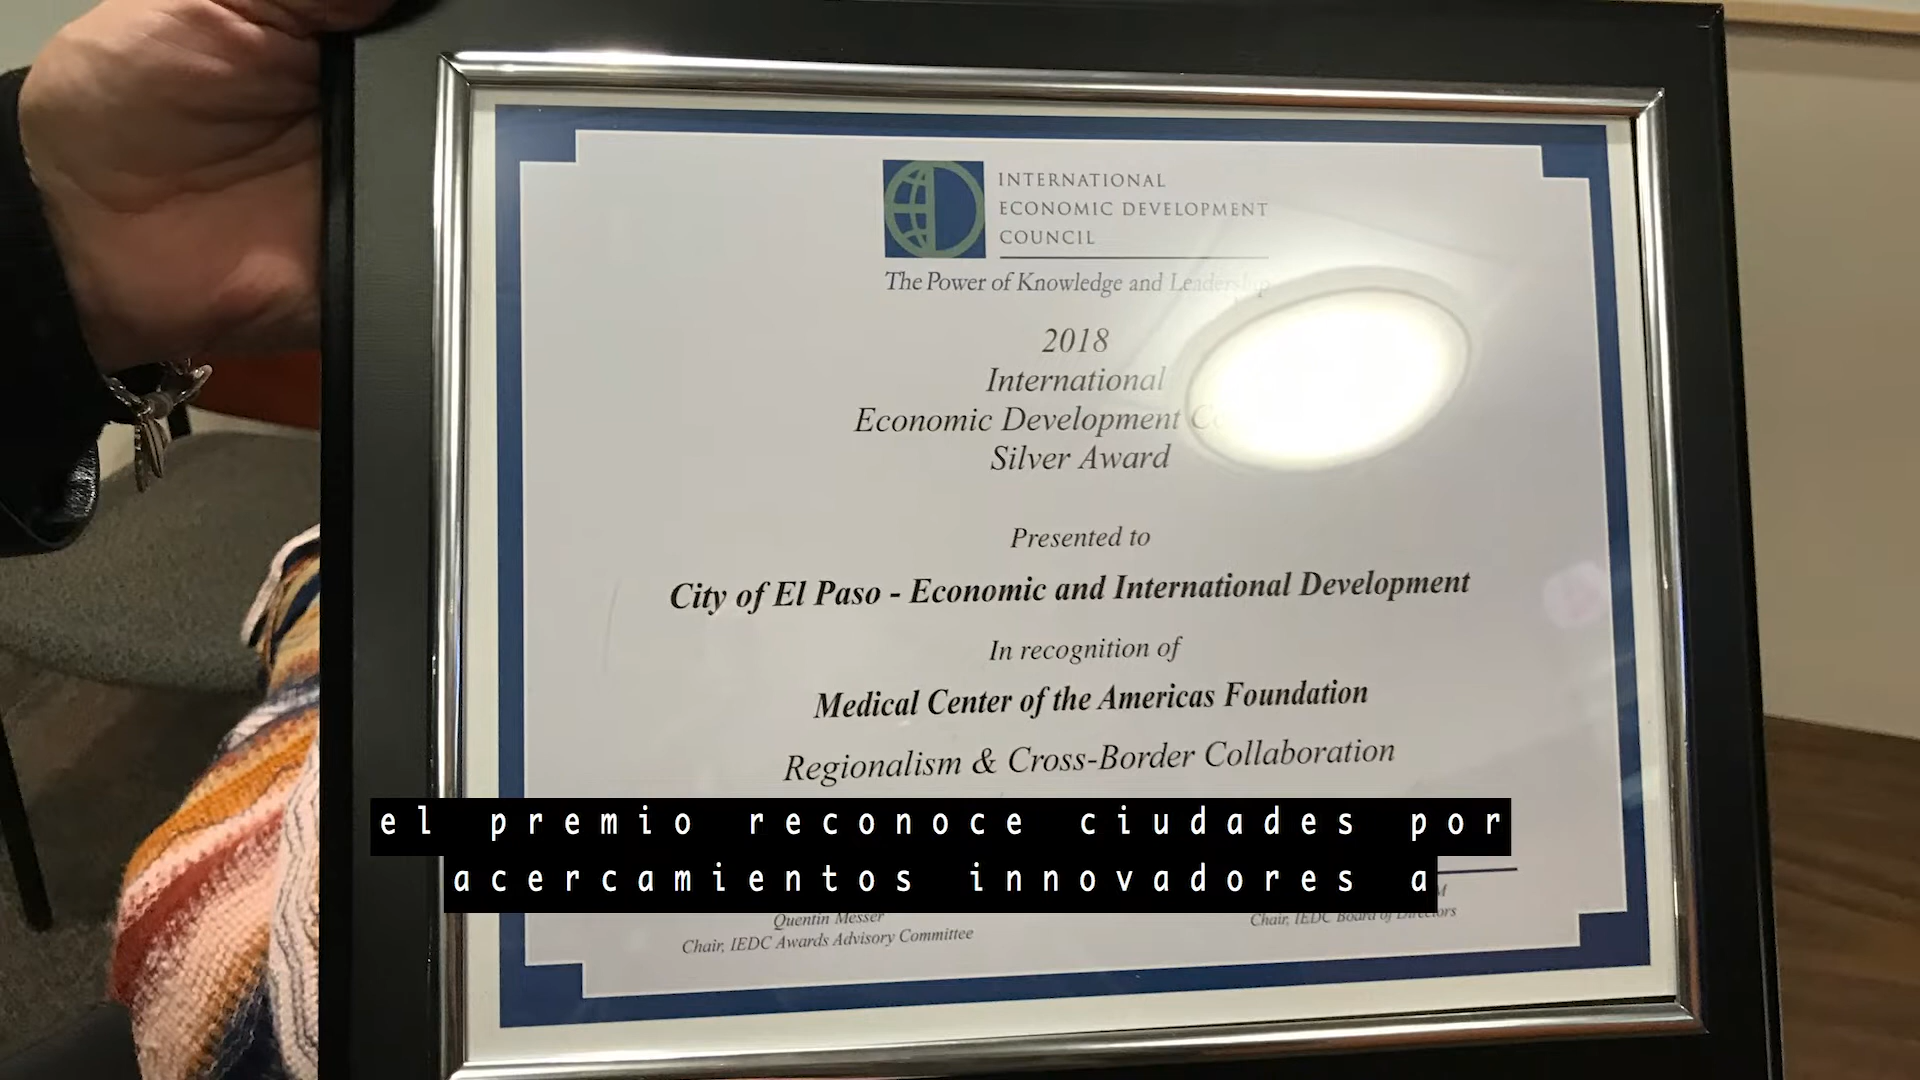 INTERNATIONAL
ECONOMIC DEVELOPMENT
COUNCIL
The Power of Knowledge and Leadership
2018
International
Economic Development
Silver Award
Presented to
City of El Paso - Economic and International Development
In recognition of
Medical Center of the Americas Foundation
Regionalism & Cross-Border Collaboration
el premio reconoce ciudades por
acercamientos innovadores a
Quentin Messer
Chair, IEDC Awards Advisory Committee
Chair, IEDC Board of Directors